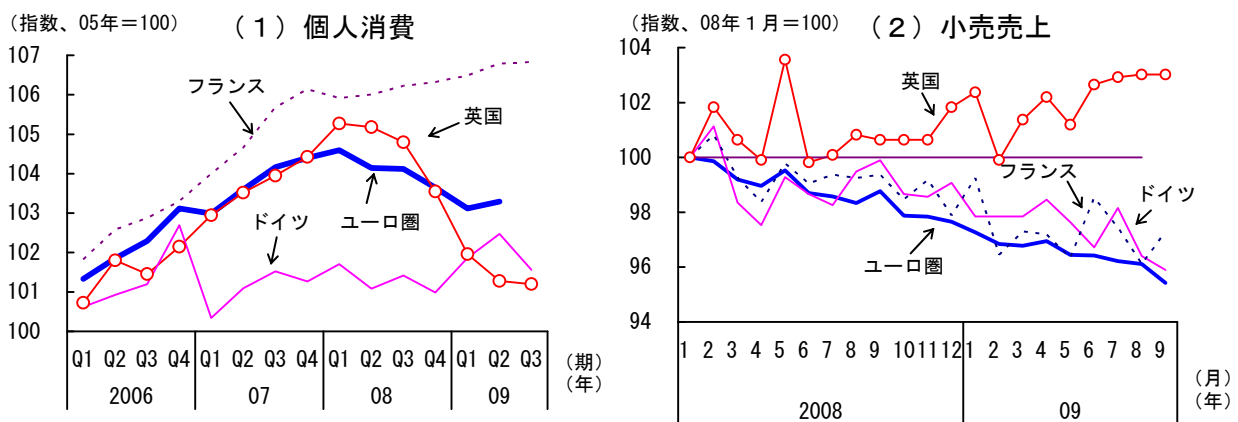 （指数、05年＝100）
（１）個人消費
107
106
105
104
103
102
101
100
フランス
英国
ユーロ圏
ドイツ
Q1 Q2 Q3 Q4 Q1 Q2 Q3 Q4 Q1 Q2 Q3 Q4 Q1 Q2 Q3
（期）
2006 07 08 09
（年）
（指数、08年１月＝100）
（２）小売売上
104
102
100
98
96
94
英国
フランス
ドイツ
ユーロ圏
1 2 3 4 5 6 7 8 9 10 11 12 1 2 3 4 5 6 7 8 9
（月）
2008 09
（年）